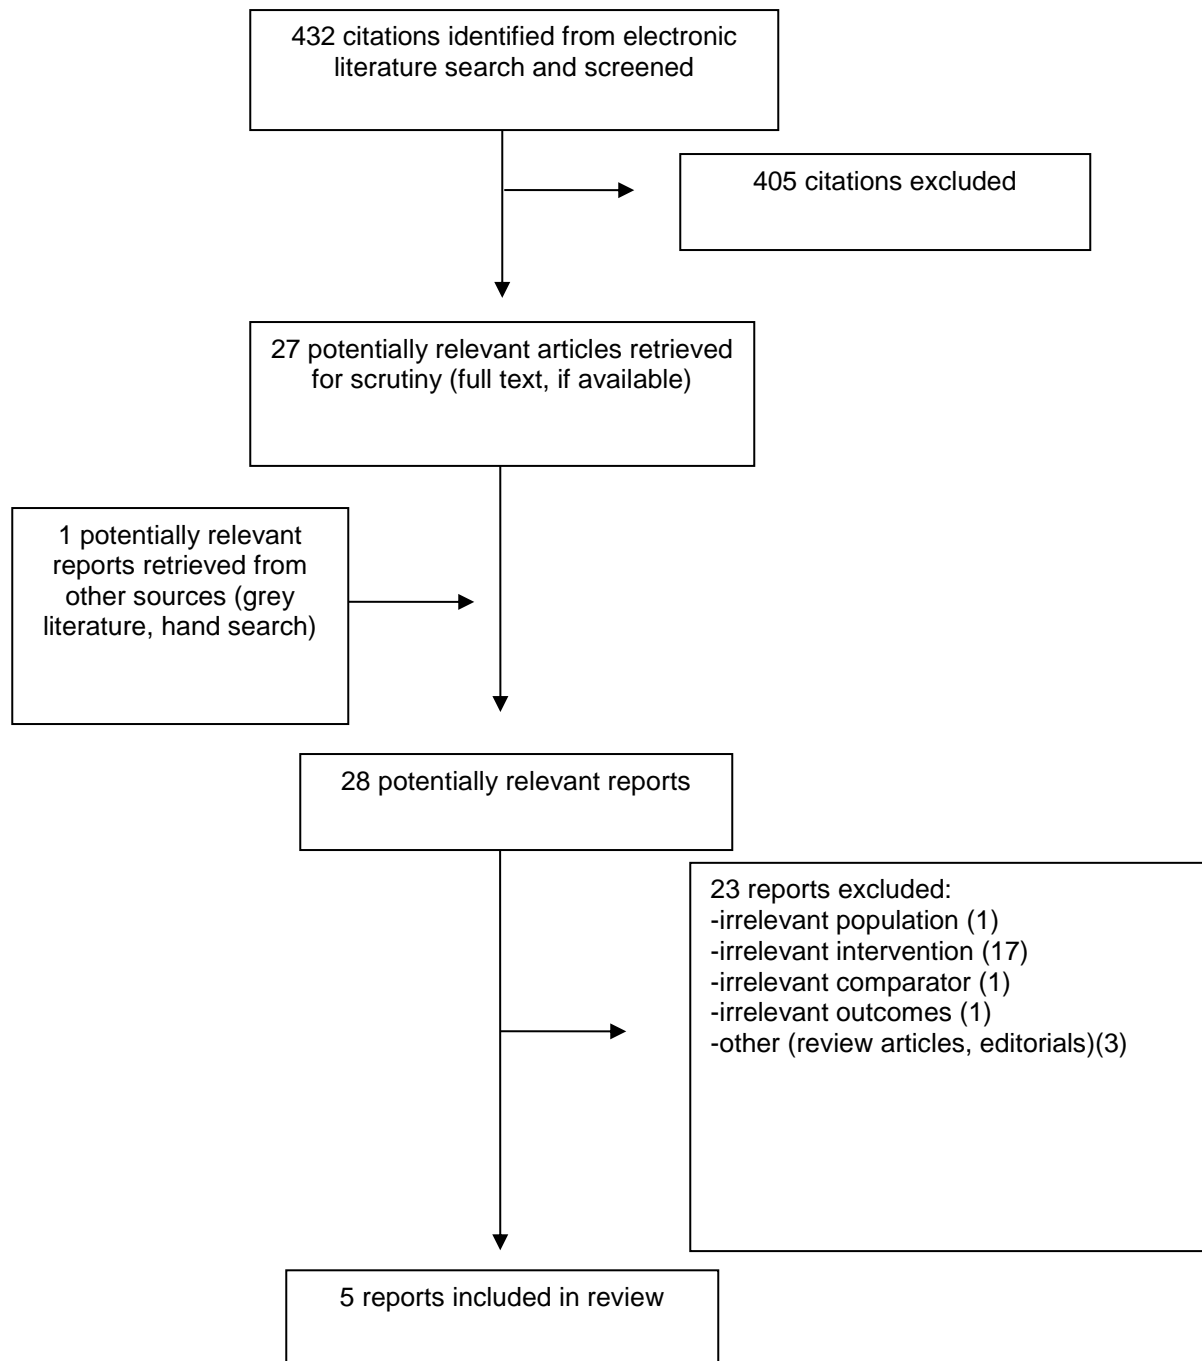 432 citations identified from electronic
literature search and screened
405 citations excluded
27 potentially relevant articles retrieved
for scrutiny (full text, if available)
1 potentially relevant
reports retrieved from
other sources (grey
literature, hand search)
28 potentially relevant reports
23 reports excluded:
-irrelevant population (1)
-irrelevant intervention (17)
-irrelevant comparator (1)
-irrelevant outcomes (1)
-other (review articles, editorials)(3)
5 reports included in review